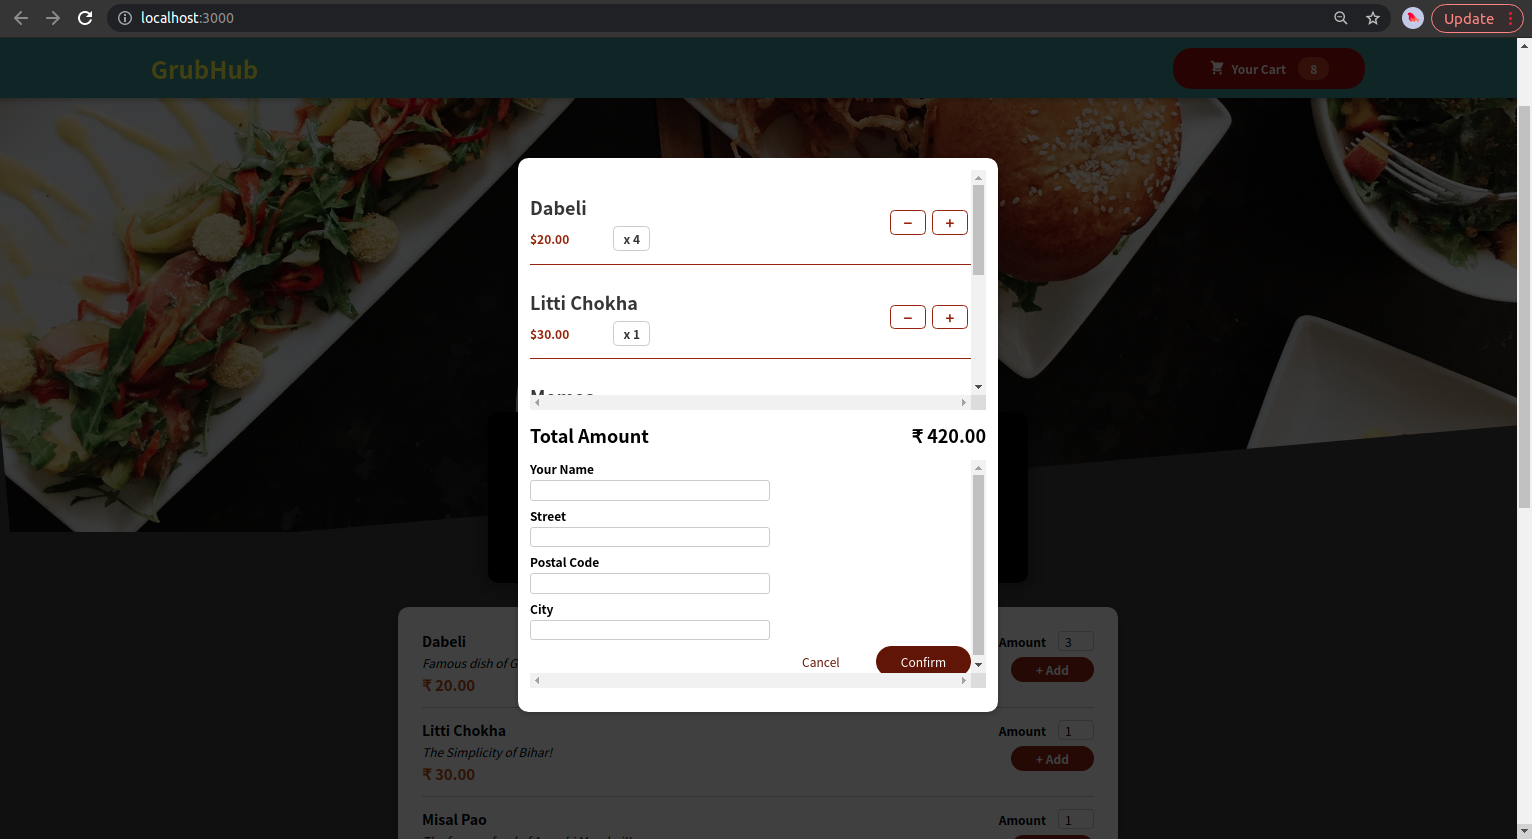 localhost:3000
Update
GrubHub
Your Cart 8
Dabeli
$20.00 x 4
− +
Litti Chokha
$30.00 x 1
− +
Momos
Total Amount ₹ 420.00
Your Name
Street
Postal Code
City
Cancel Confirm
Dabeli
Famous dish of G
₹ 20.00
Amount 3
+ Add
Litti Chokha
The Simplicity of Bihar!
₹ 30.00
Amount 1
+ Add
Misal Pao
Amount 1